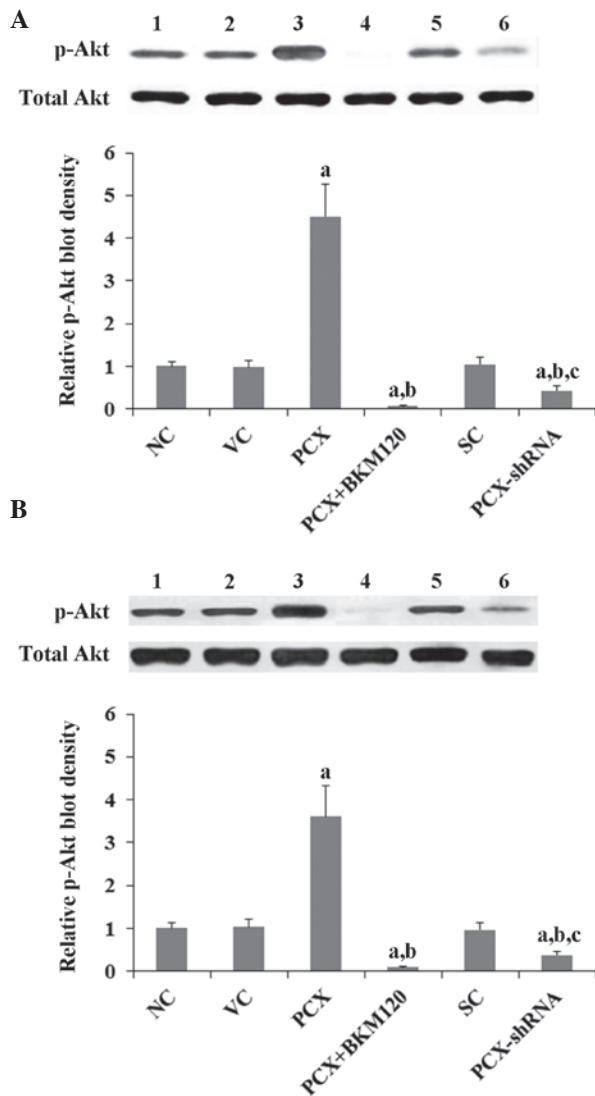 A
1 2 3 4 5 6
p-Akt
Total Akt
Relative p-Akt blot density
6
5
4
3
2
1
0
a
a,b
a,b,c
NC VC PCX PCX+BKM120 SC PCX-shRNA
B
1 2 3 4 5 6
p-Akt
Total Akt
Relative p-Akt blot density
6
5
4
3
2
1
0
a
a,b
a,b,c
NC VC PCX PCX+BKM120 SC PCX-shRNA